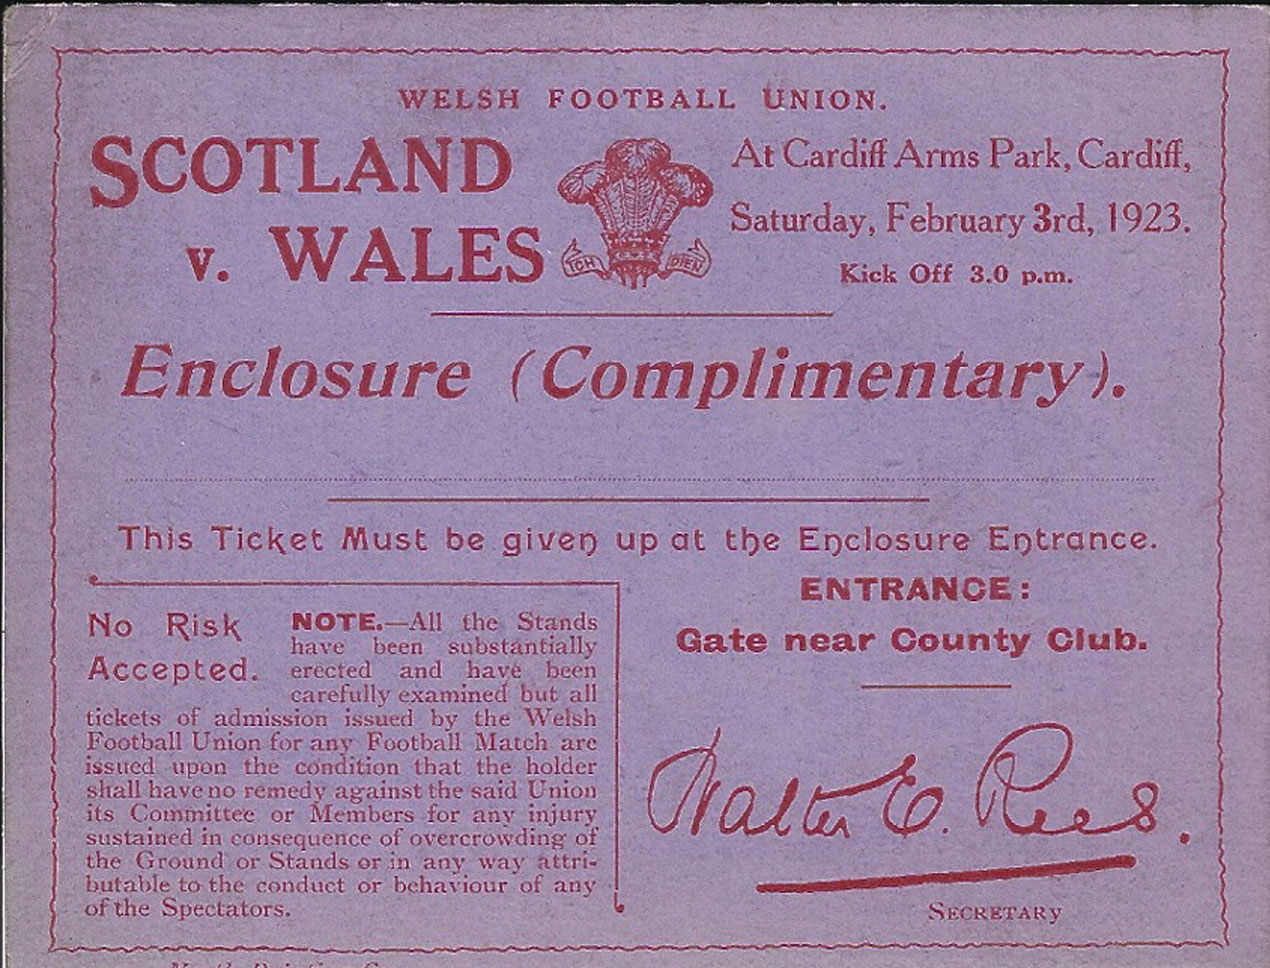 WELSH FOOTBALL UNION.
SCOTLAND
v. WALES
ICH DIEN
At Cardiff Arms Park, Cardiff,
Saturday, February 3rd, 1923.
Kick Off 3.0 p.m.
Enclosure (Complimentary).
This Ticket Must be given up at the Enclosure Entrance.
No Risk
Accepted.
NOTE.—All the Stands
have been substantially
erected and have been
carefully examined but all
tickets of admission issued by the Welsh
Football Union for any Football Match are
issued upon the condition that the holder
shall have no remedy against the said Union
its Committee or Members for any injury
sustained in consequence of overcrowding of
the Ground or Stands or in any way attri-
butable to the conduct or behaviour of any
of the Spectators.
ENTRANCE:
Gate near County Club.
Walter E. Rees.
SECRETARY